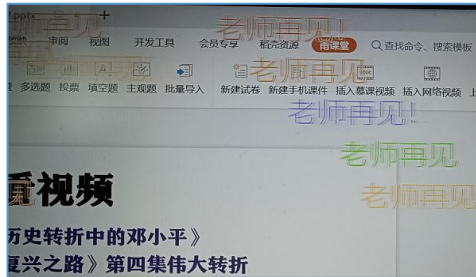 .pptx +
老师再见!
审阅 视图 开发工具 会员专享 稻壳资源 雨课堂 查找命令、搜索模板
老师再见
多选题 投票 填空题 主观题 批量导入 新建试卷 新建手机课件 插入慕课视频 插入网络视频
老师再见!
老师再见
老师再见
看视频
历史转折中的邓小平》
复兴之路》第四集伟大转折